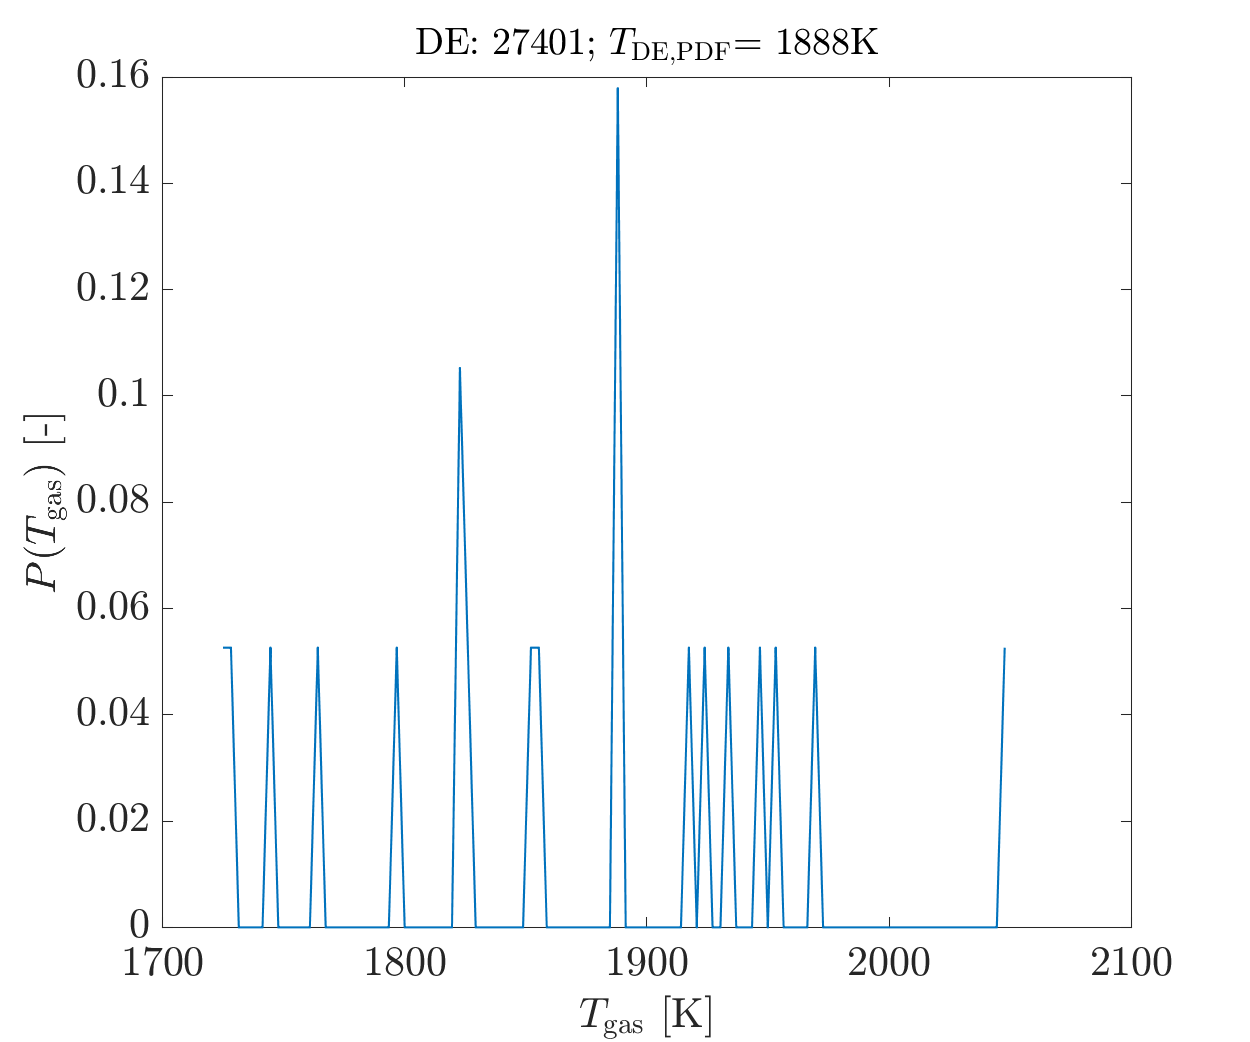 DE: 27401; T_DE,PDF= 1888K
0.16
0.14
0.12
0.1
0.08
0.06
0.04
0.02
0
P(T_gas) [-]
1700 1800 1900 2000 2100
T_gas [K]